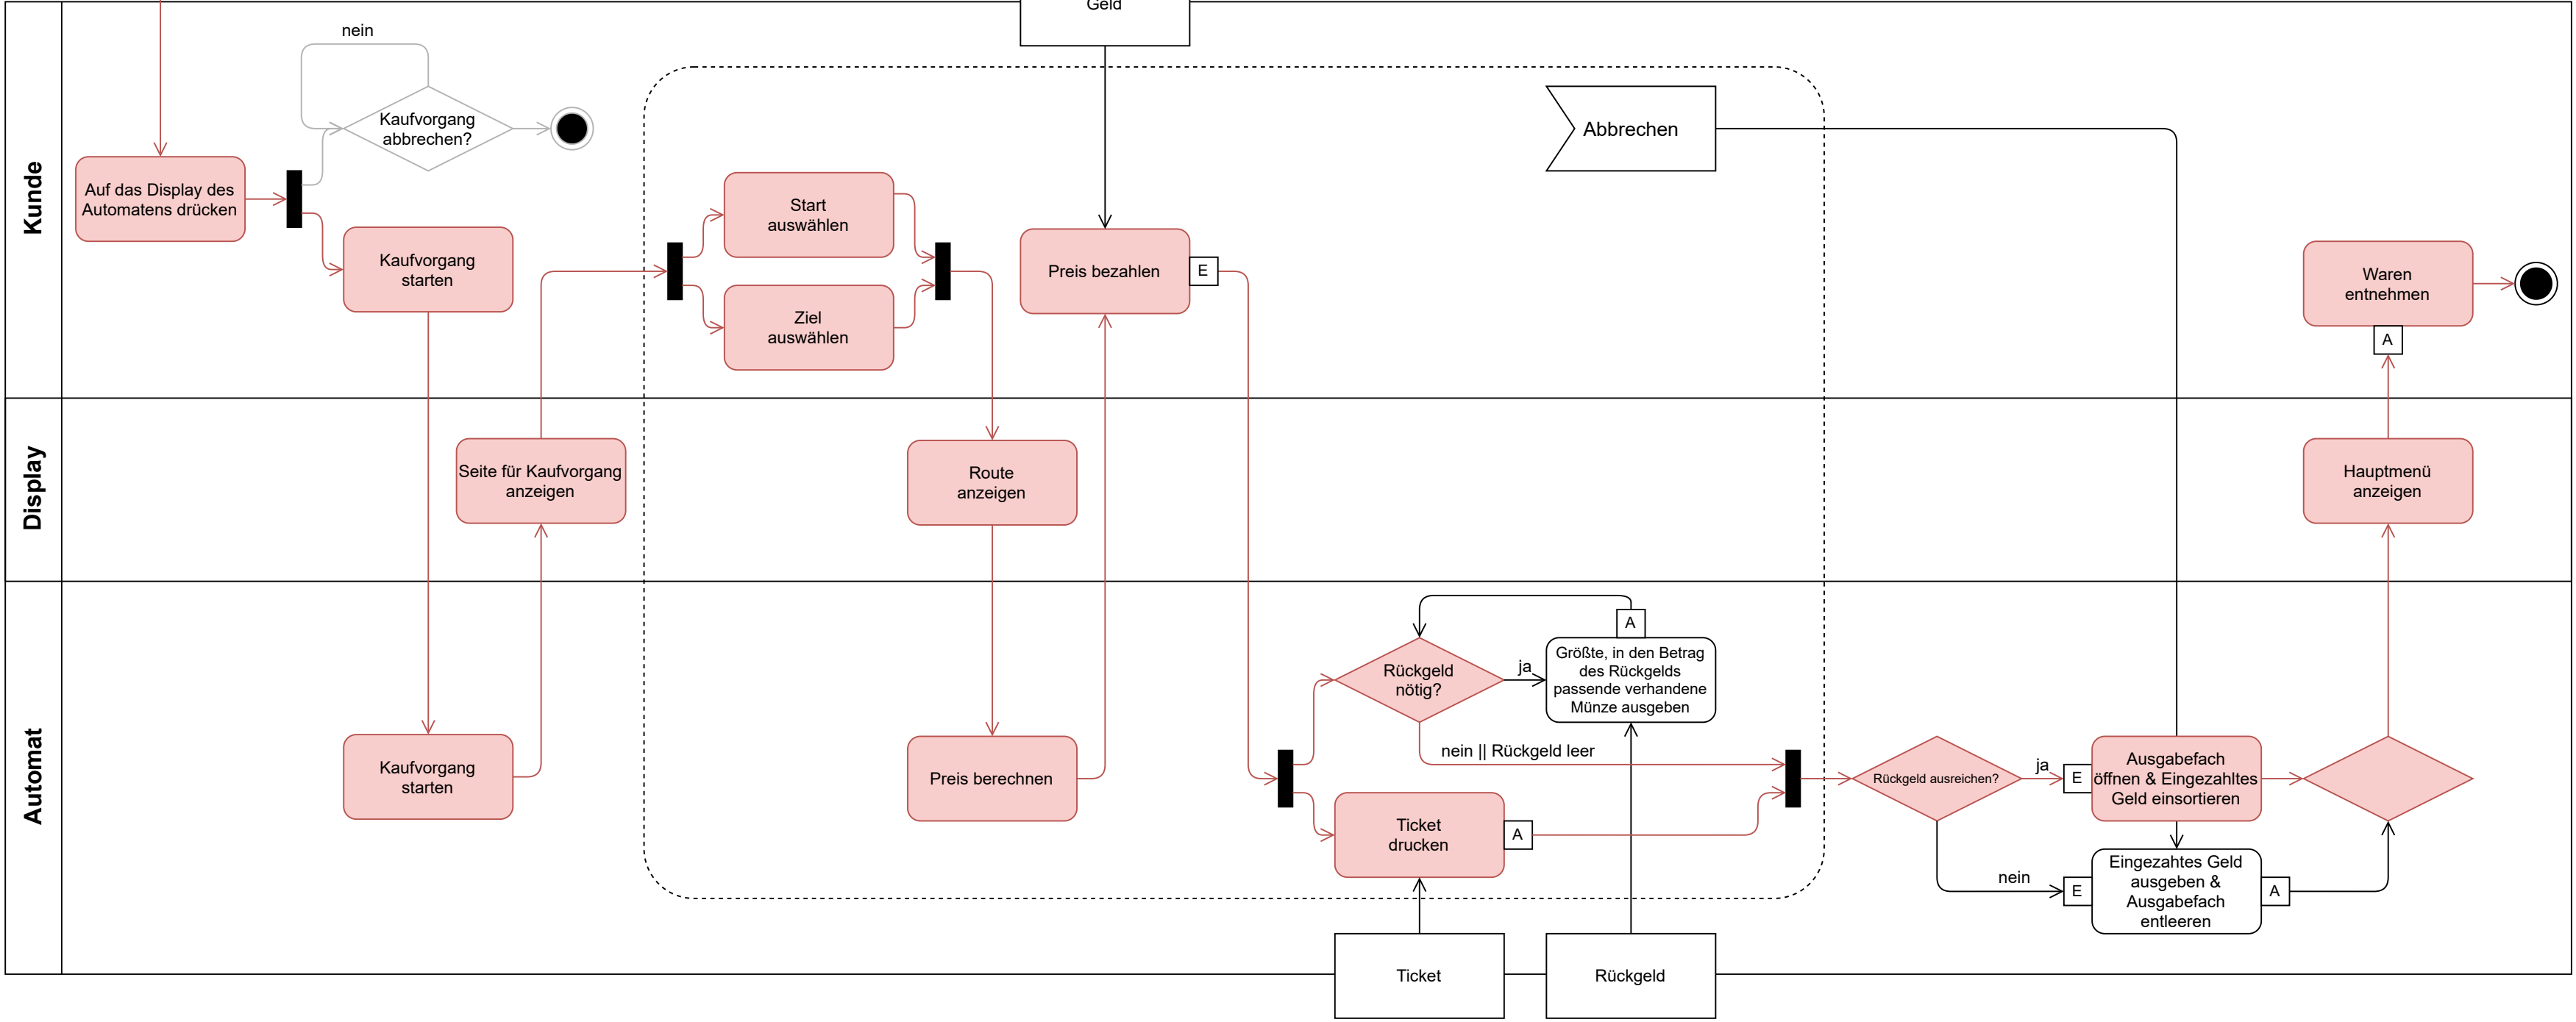 Geld
nein
Kaufvorgang
abbrechen?
Abbrechen
Kunde
Auf das Display des
Automatens drücken
Kaufvorgang
starten
Start
auswählen
Ziel
auswählen
Preis bezahlen
E
Waren
entnehmen
A
Display
Seite für Kaufvorgang
anzeigen
Route
anzeigen
Hauptmenü
anzeigen
Automat
Kaufvorgang
starten
Preis berechnen
Rückgeld
nötig?
ja
A
Größte, in den Betrag
des Rückgelds
passende verhandene
Münze ausgeben
nein || Rückgeld leer
Ticket
drucken
A
Rückgeld ausreichen?
ja
E
Ausgabefach
öffnen & Eingezahltes
Geld einsortieren
nein
E
Eingezahtes Geld
ausgeben &
Ausgabefach
entleeren
A
Ticket
Rückgeld